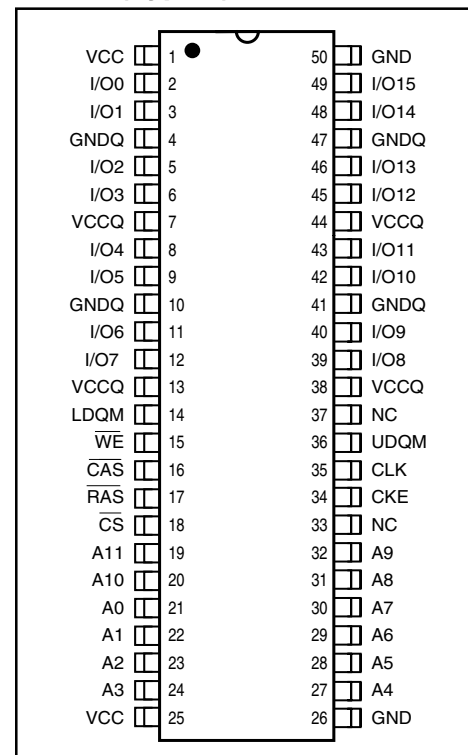 VCC 1 50 GND
I/O0 2 49 I/O15
I/O1 3 48 I/O14
GNDQ 4 47 GNDQ
I/O2 5 46 I/O13
I/O3 6 45 I/O12
VCCQ 7 44 VCCQ
I/O4 8 43 I/O11
I/O5 9 42 I/O10
GNDQ 10 41 GNDQ
I/O6 11 40 I/O9
I/O7 12 39 I/O8
VCCQ 13 38 VCCQ
LDQM 14 37 NC
W̅E̅ 15 36 UDQM
C̅A̅S̅ 16 35 CLK
R̅A̅S̅ 17 34 CKE
C̅S̅ 18 33 NC
A11 19 32 A9
A10 20 31 A8
A0 21 30 A7
A1 22 29 A6
A2 23 28 A5
A3 24 27 A4
VCC 25 26 GND